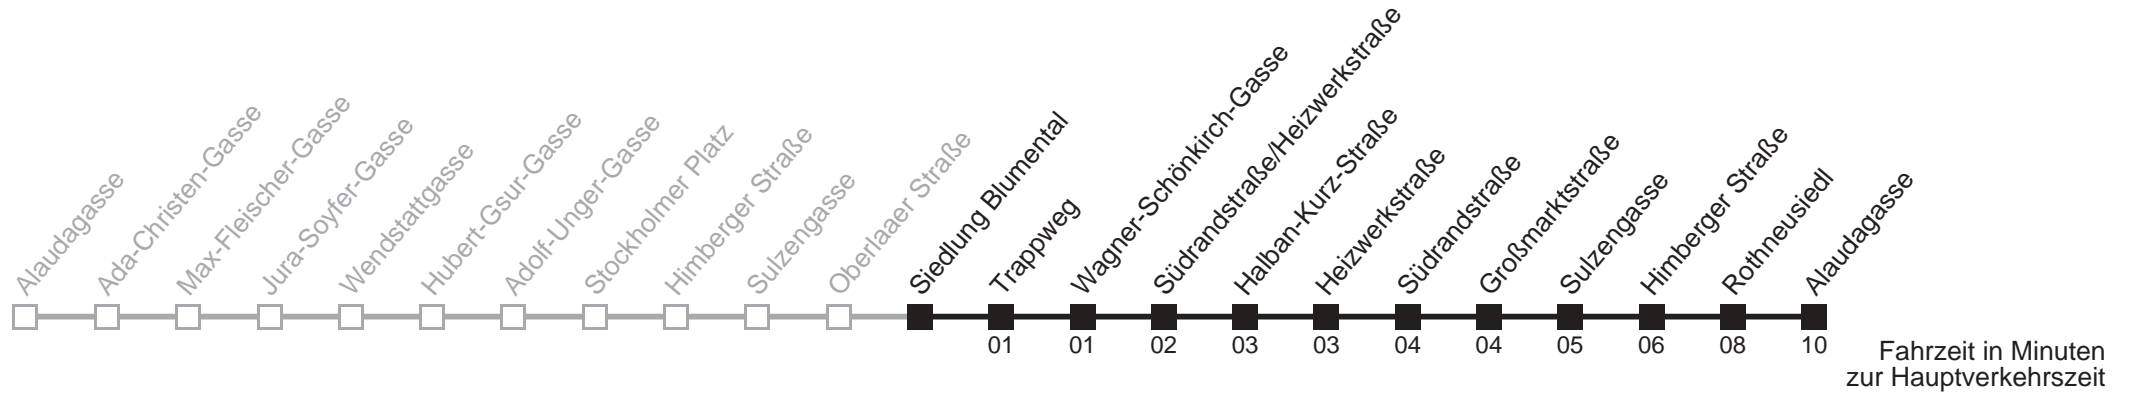 Alaudagasse
Ada-Christen-Gasse
Max-Fleischer-Gasse
Jura-Soyfer-Gasse
Wendstattgasse
Hubert-Gsur-Gasse
Adolf-Unger-Gasse
Stockholmer Platz
Himberger Straße
Sulzengasse
Oberlaaer Straße
Siedlung Blumental
Trappweg
Wagner-Schönkirch-Gasse
Südrandstraße/Heizwerkstraße
Halban-Kurz-Straße
Heizwerkstraße
Südrandstraße
Großmarktstraße
Sulzengasse
Himberger Straße
Rothneusiedl
Alaudagasse
01 01 02 03 03 04 04 05 06 08 10
Fahrzeit in Minuten
zur Hauptverkehrszeit